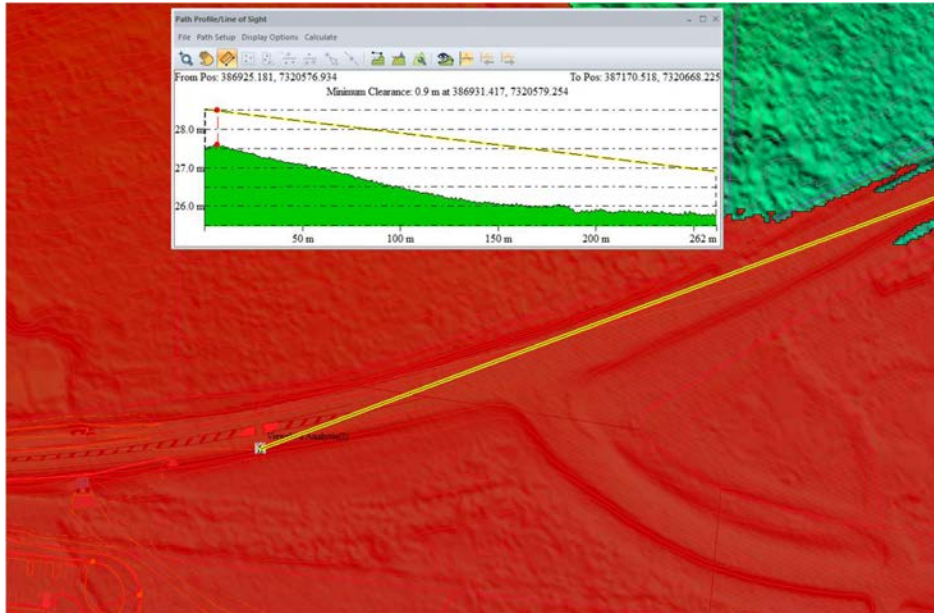 Path Profile/Line of Sight
File Path Setup Display Options Calculate
From Pos: 386925.181, 7320576.934 To Pos: 387170.518, 7320668.225
Minimum Clearance: 0.9 m at 386931.417, 7320579.254
28.0 m
27.0 m
26.0 m
50 m 100 m 150 m 200 m 262 m